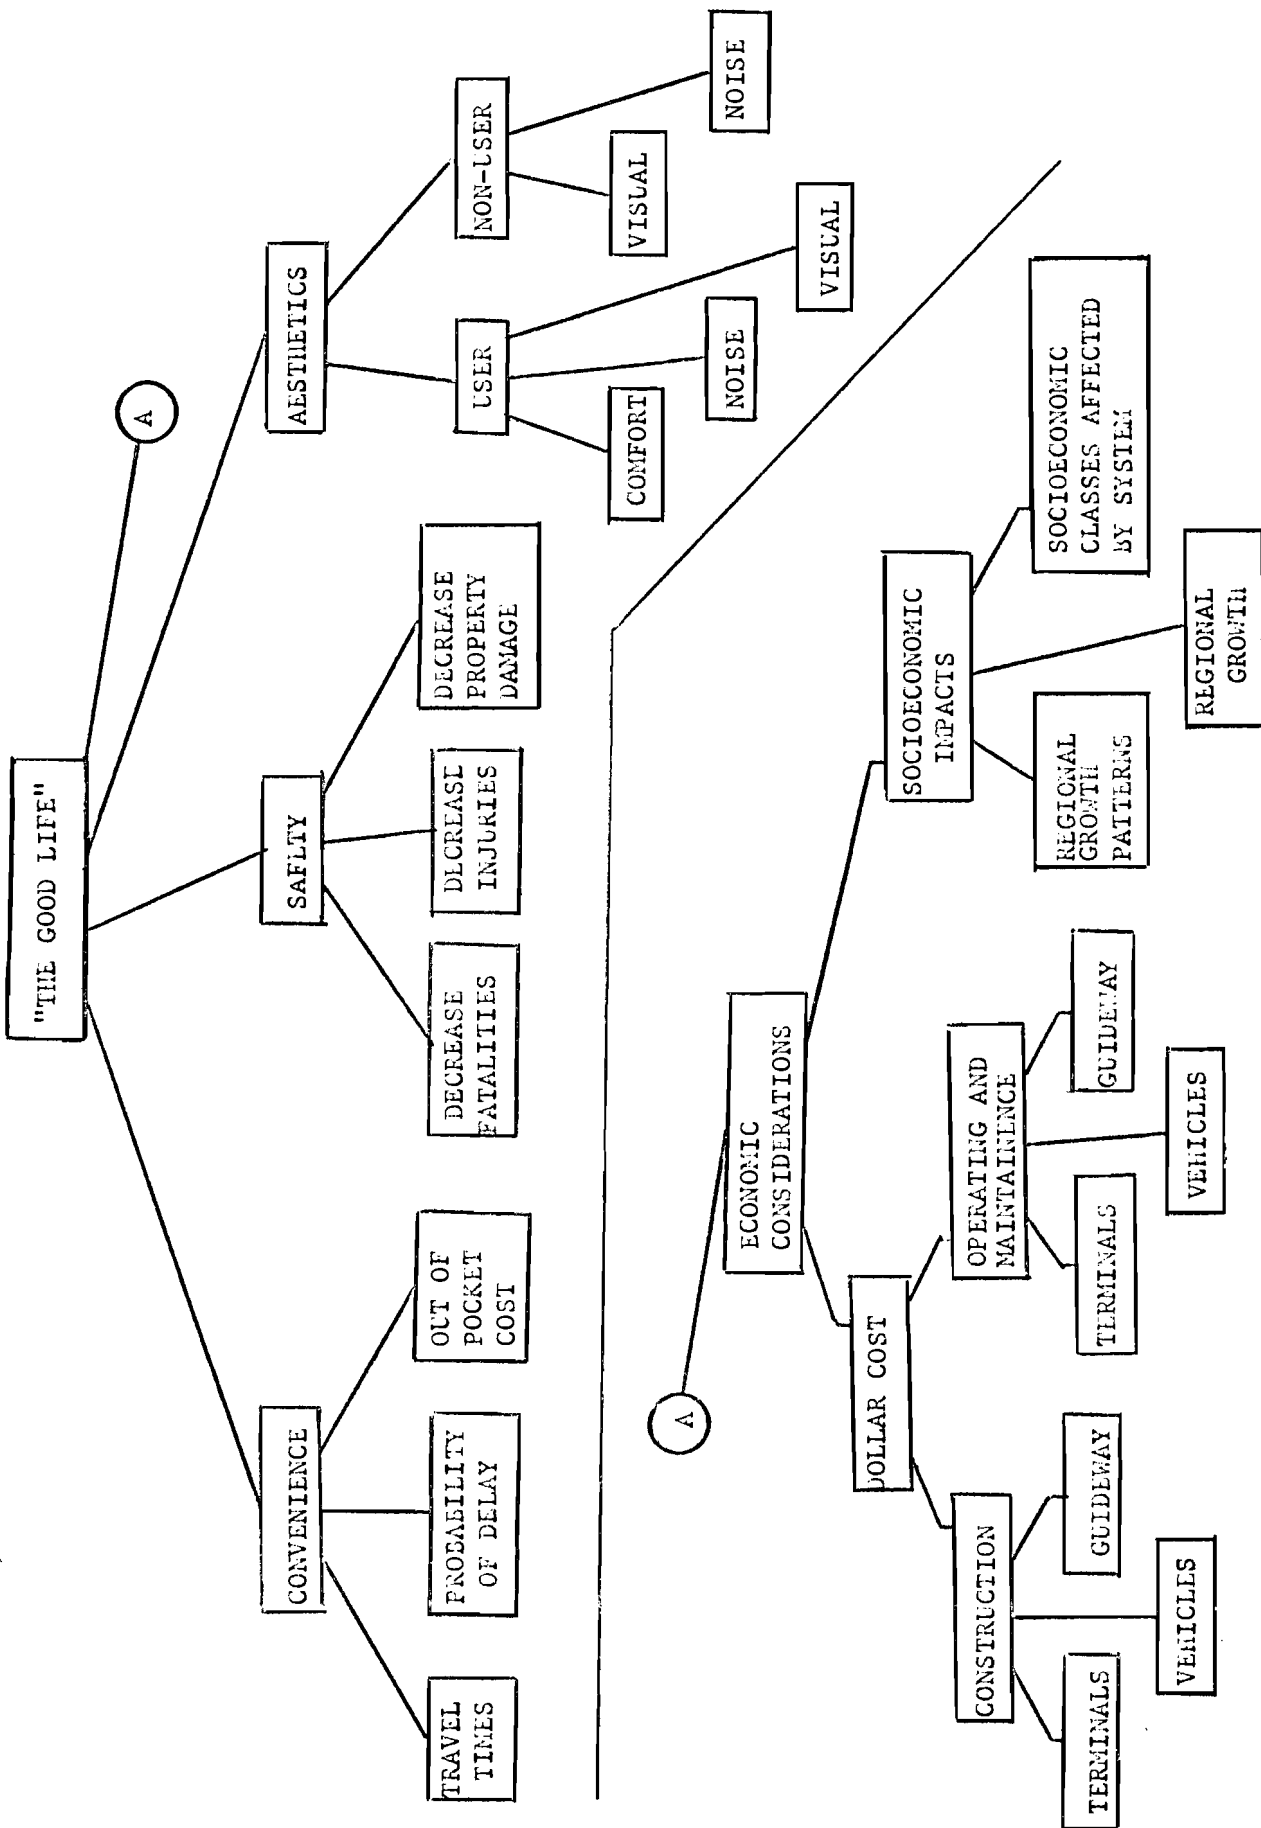 "THE GOOD LIFE"
A
CONVENIENCE
SAFETY
AESTHETICS
TRAVEL
TIMES
PROBABILITY
OF DELAY
OUT OF
POCKET
COST
DECREASE
FATALITIES
DECREASE
INJURIES
DECREASE
PROPERTY
DAMAGE
USER
NON-USER
COMFORT
NOISE
VISUAL
VISUAL
NOISE
A
ECONOMIC
CONSIDERATIONS
DOLLAR COST
SOCIOECONOMIC
IMPACTS
CONSTRUCTION
OPERATING AND
MAINTAINENCE
TERMINALS
VEHICLES
GUIDEWAY
TERMINALS
VEHICLES
GUIDEWAY
REGIONAL
GROWTH
PATTERNS
REGIONAL
GROWTH
SOCIOECONOMIC
CLASSES AFFECTED
BY SYSTEM